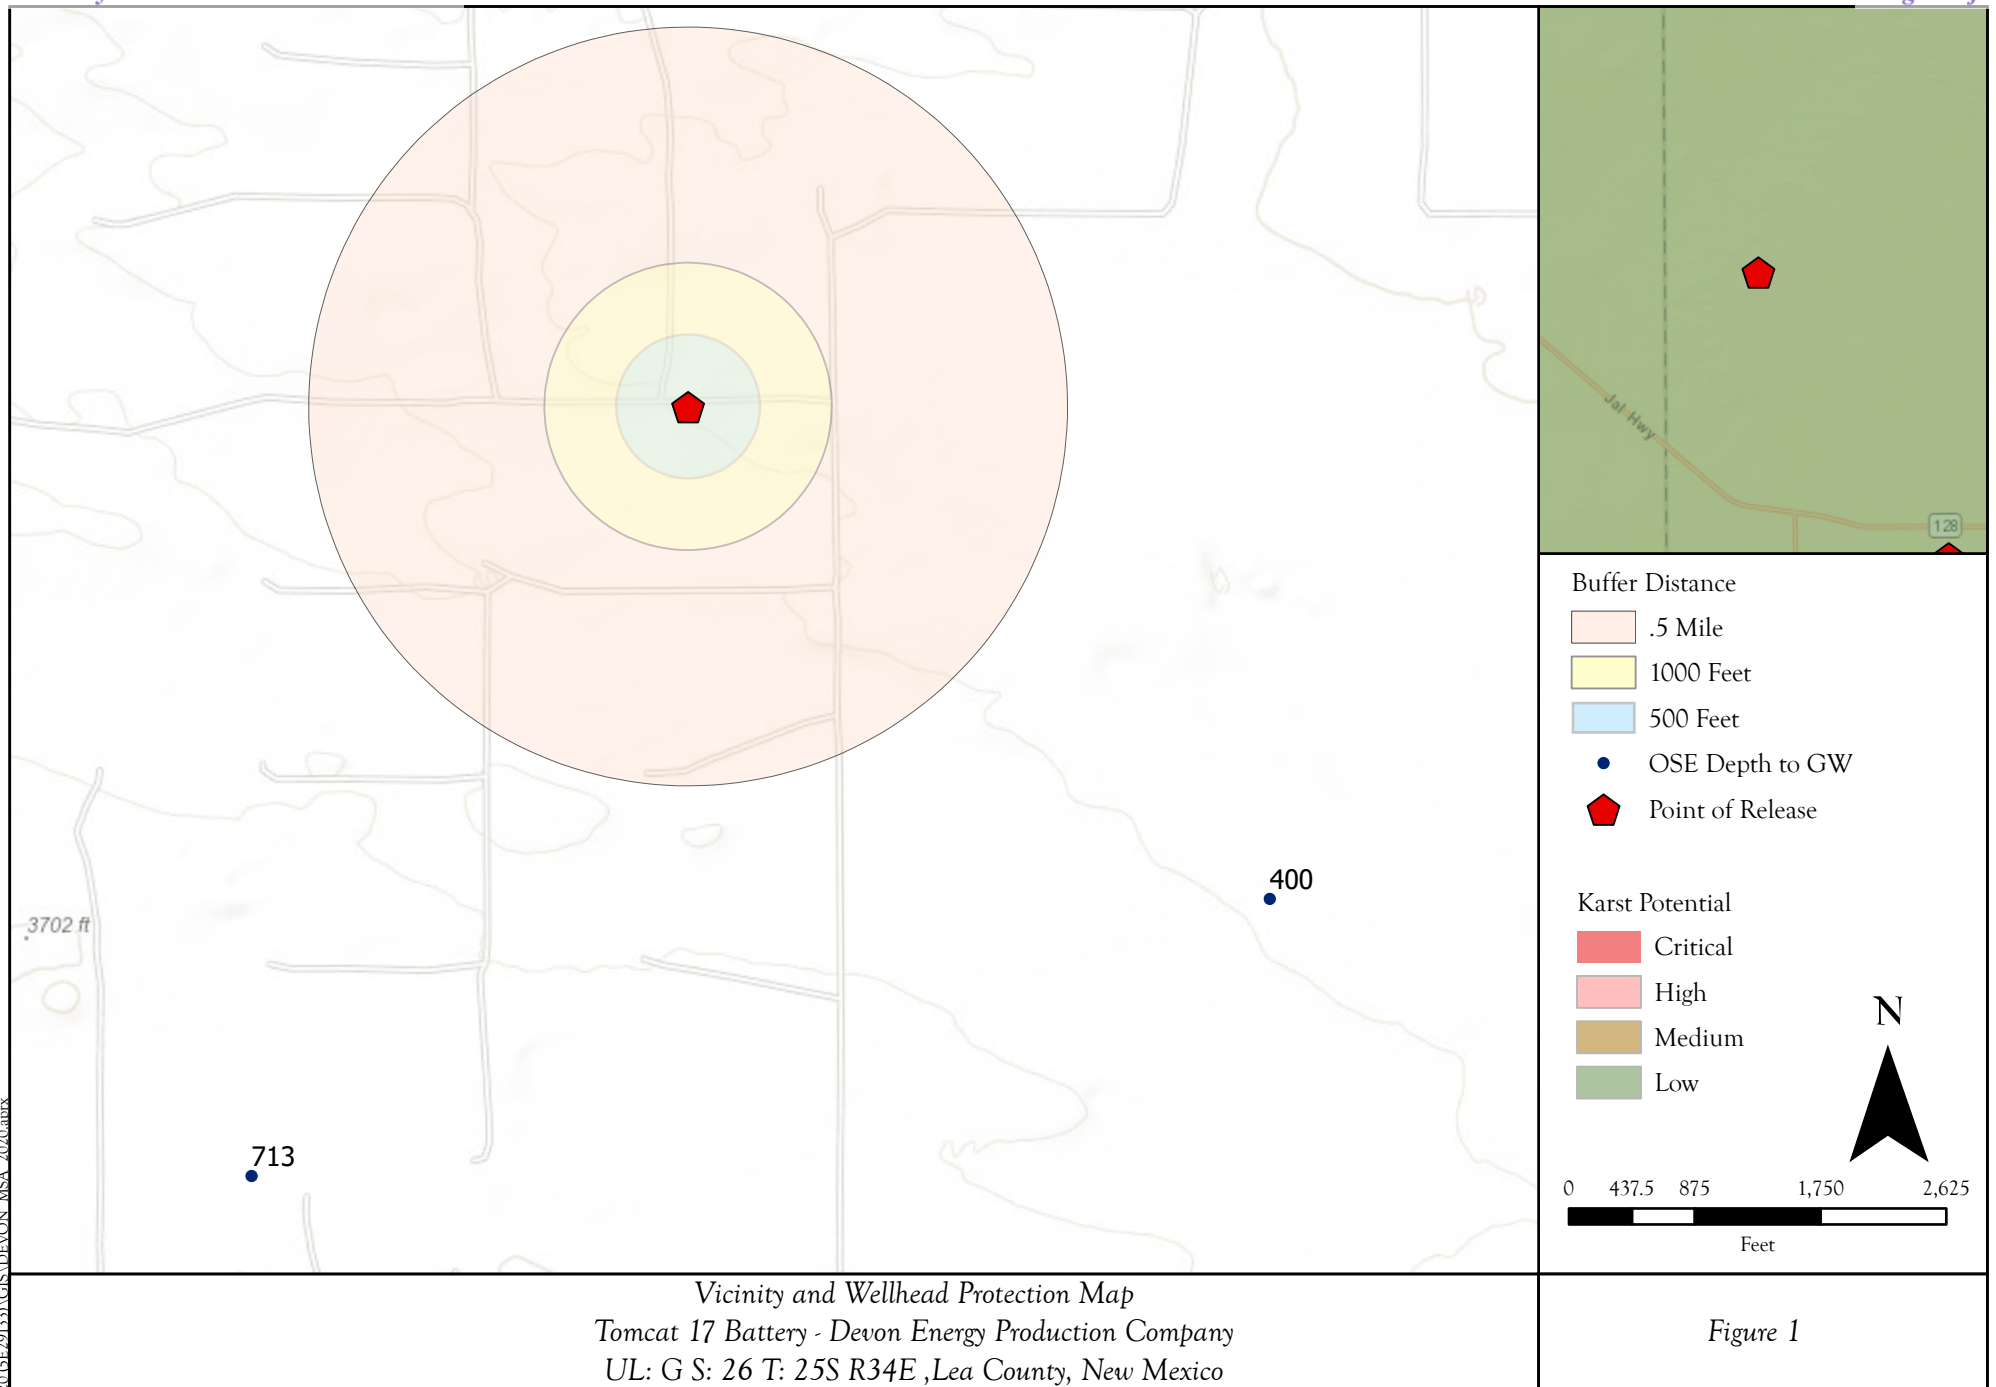 3702 ft
400
713
Jal Hwy
128
Buffer Distance
.5 Mile
1000 Feet
500 Feet
OSE Depth to GW
Point of Release
Karst Potential
Critical
High
Medium
Low
N
0 437.5 875 1,750 2,625
Feet
Vicinity and Wellhead Protection Map
Tomcat 17 Battery - Devon Energy Production Company
UL: G S: 26 T: 25S R34E ,Lea County, New Mexico
Figure 1